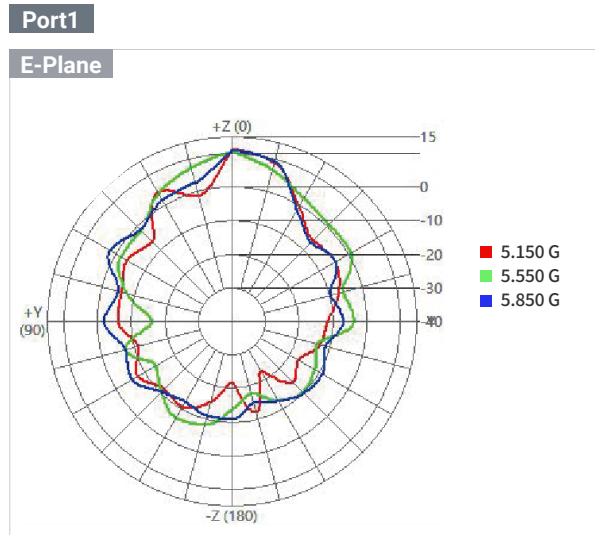 Port1
E-Plane
+Z (0)
15
0
-10
-20
-30
40
+Y
(90)
-Z (180)
5.150 G
5.550 G
5.850 G